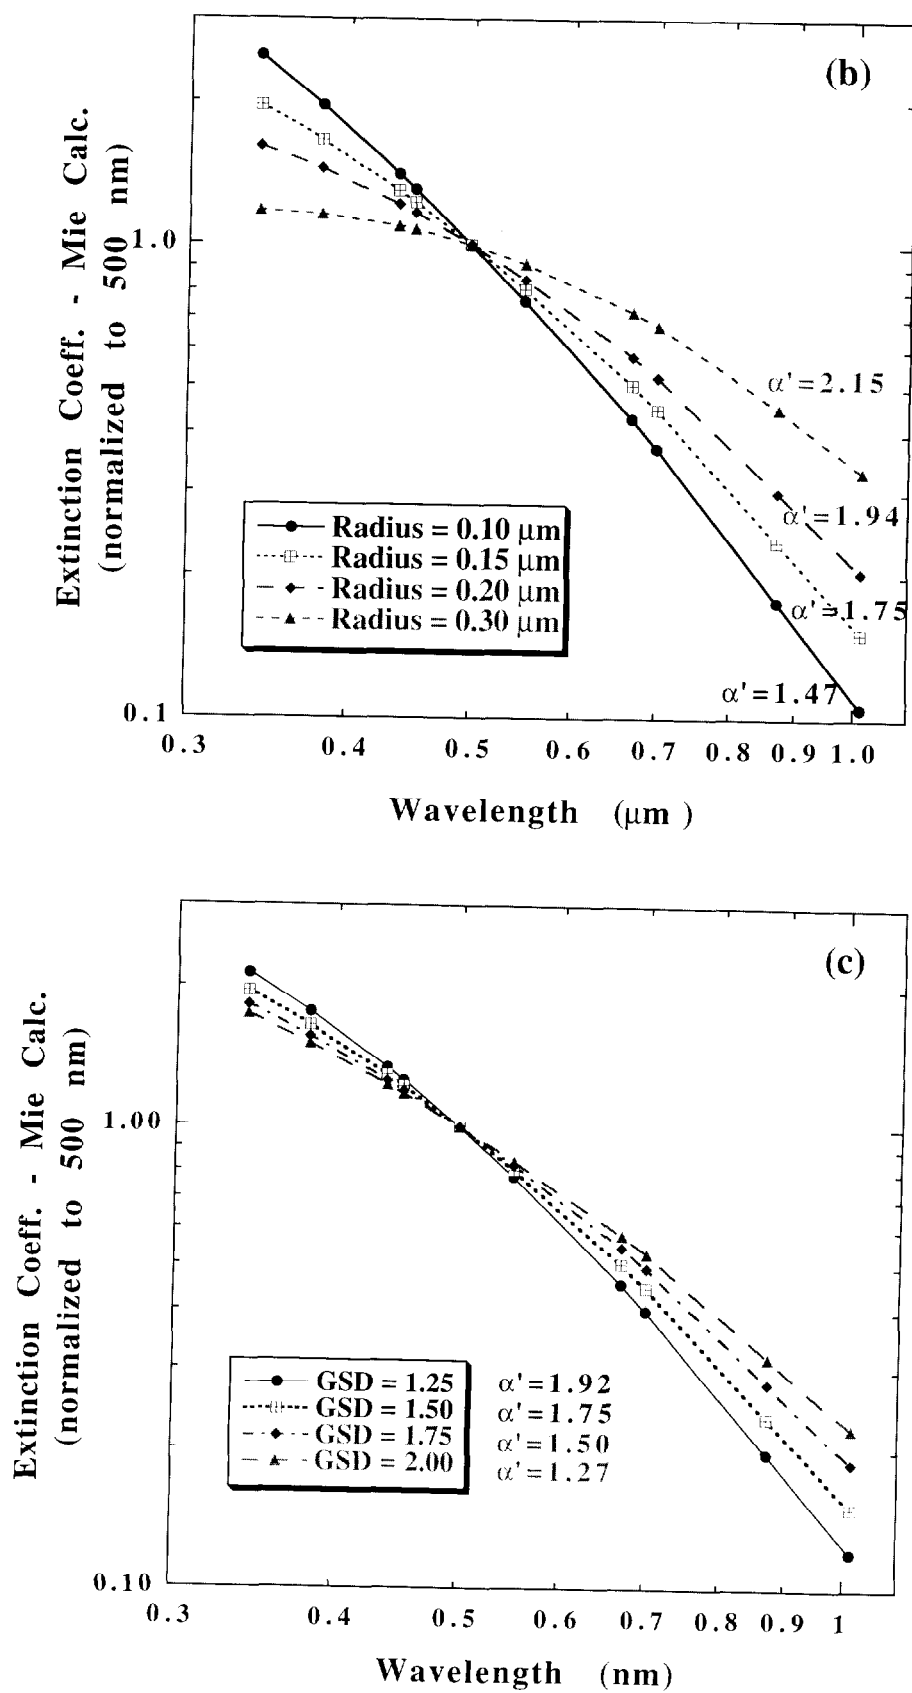 (b)
Extinction Coeff. - Mie Calc.
(normalized to 500 nm)
1.0
0.1
α'=2.15
α'=1.94
α'=1.75
α'=1.47
Radius = 0.10 μm
Radius = 0.15 μm
Radius = 0.20 μm
Radius = 0.30 μm
0.3 0.4 0.5 0.6 0.7 0.8 0.9 1.0
Wavelength (μm )
(c)
Extinction Coeff. - Mie Calc.
(normalized to 500 nm)
1.00
0.10
GSD = 1.25 α'=1.92
GSD = 1.50 α'=1.75
GSD = 1.75 α'=1.50
GSD = 2.00 α'=1.27
0.3 0.4 0.5 0.6 0.7 0.8 0.9 1
Wavelength (nm)